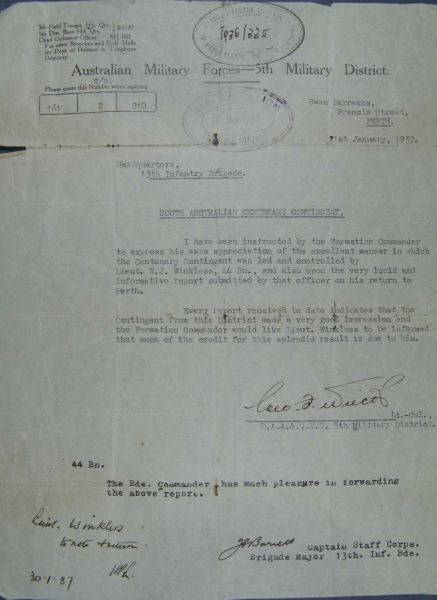 5th Field Troops, Hd. Qrs.
5th Dist. Base Hd. Qrs. B3147.
Chief Ordnance Officer MJ 100.
For other Branches and Drill Halls
see Dept. of Defence in Telephone
Directory.
1936/235
Australian Military Forces—5th Military District.
Please quote this Number when replying
161 2 210
Swan Barracks,
Francis Street,
PERTH.
21st January, 1937.
Headquarters,
13th Infantry Brigade.
SOUTH AUSTRALIAN CENTENARY CONTINGENT.
I have been instructed by the Formation Commander
to express his warm appreciation of the excellent manner in which
the Centenary Contingent was led and controlled by
Lieut. W.J. Winkless, 44 Bn., and also upon the very lucid and
informative report submitted by that officer on his return to
Perth.
Every report received to date indicates that the
Contingent from this District made a very good impression and
the Formation Commander would like Lieut. Winkless to be informed
that much of the credit for this splendid result is due to him.
Lt.-Col.,
D.A.A.&.Q.M.G. 5th Military District.
44 Bn.
The Bde. Commander has much pleasure in forwarding
the above report.
Lieut. Winkless
to note & return.
30.1.37
Captain Staff Corps.
Brigade Major 13th. Inf. Bde.